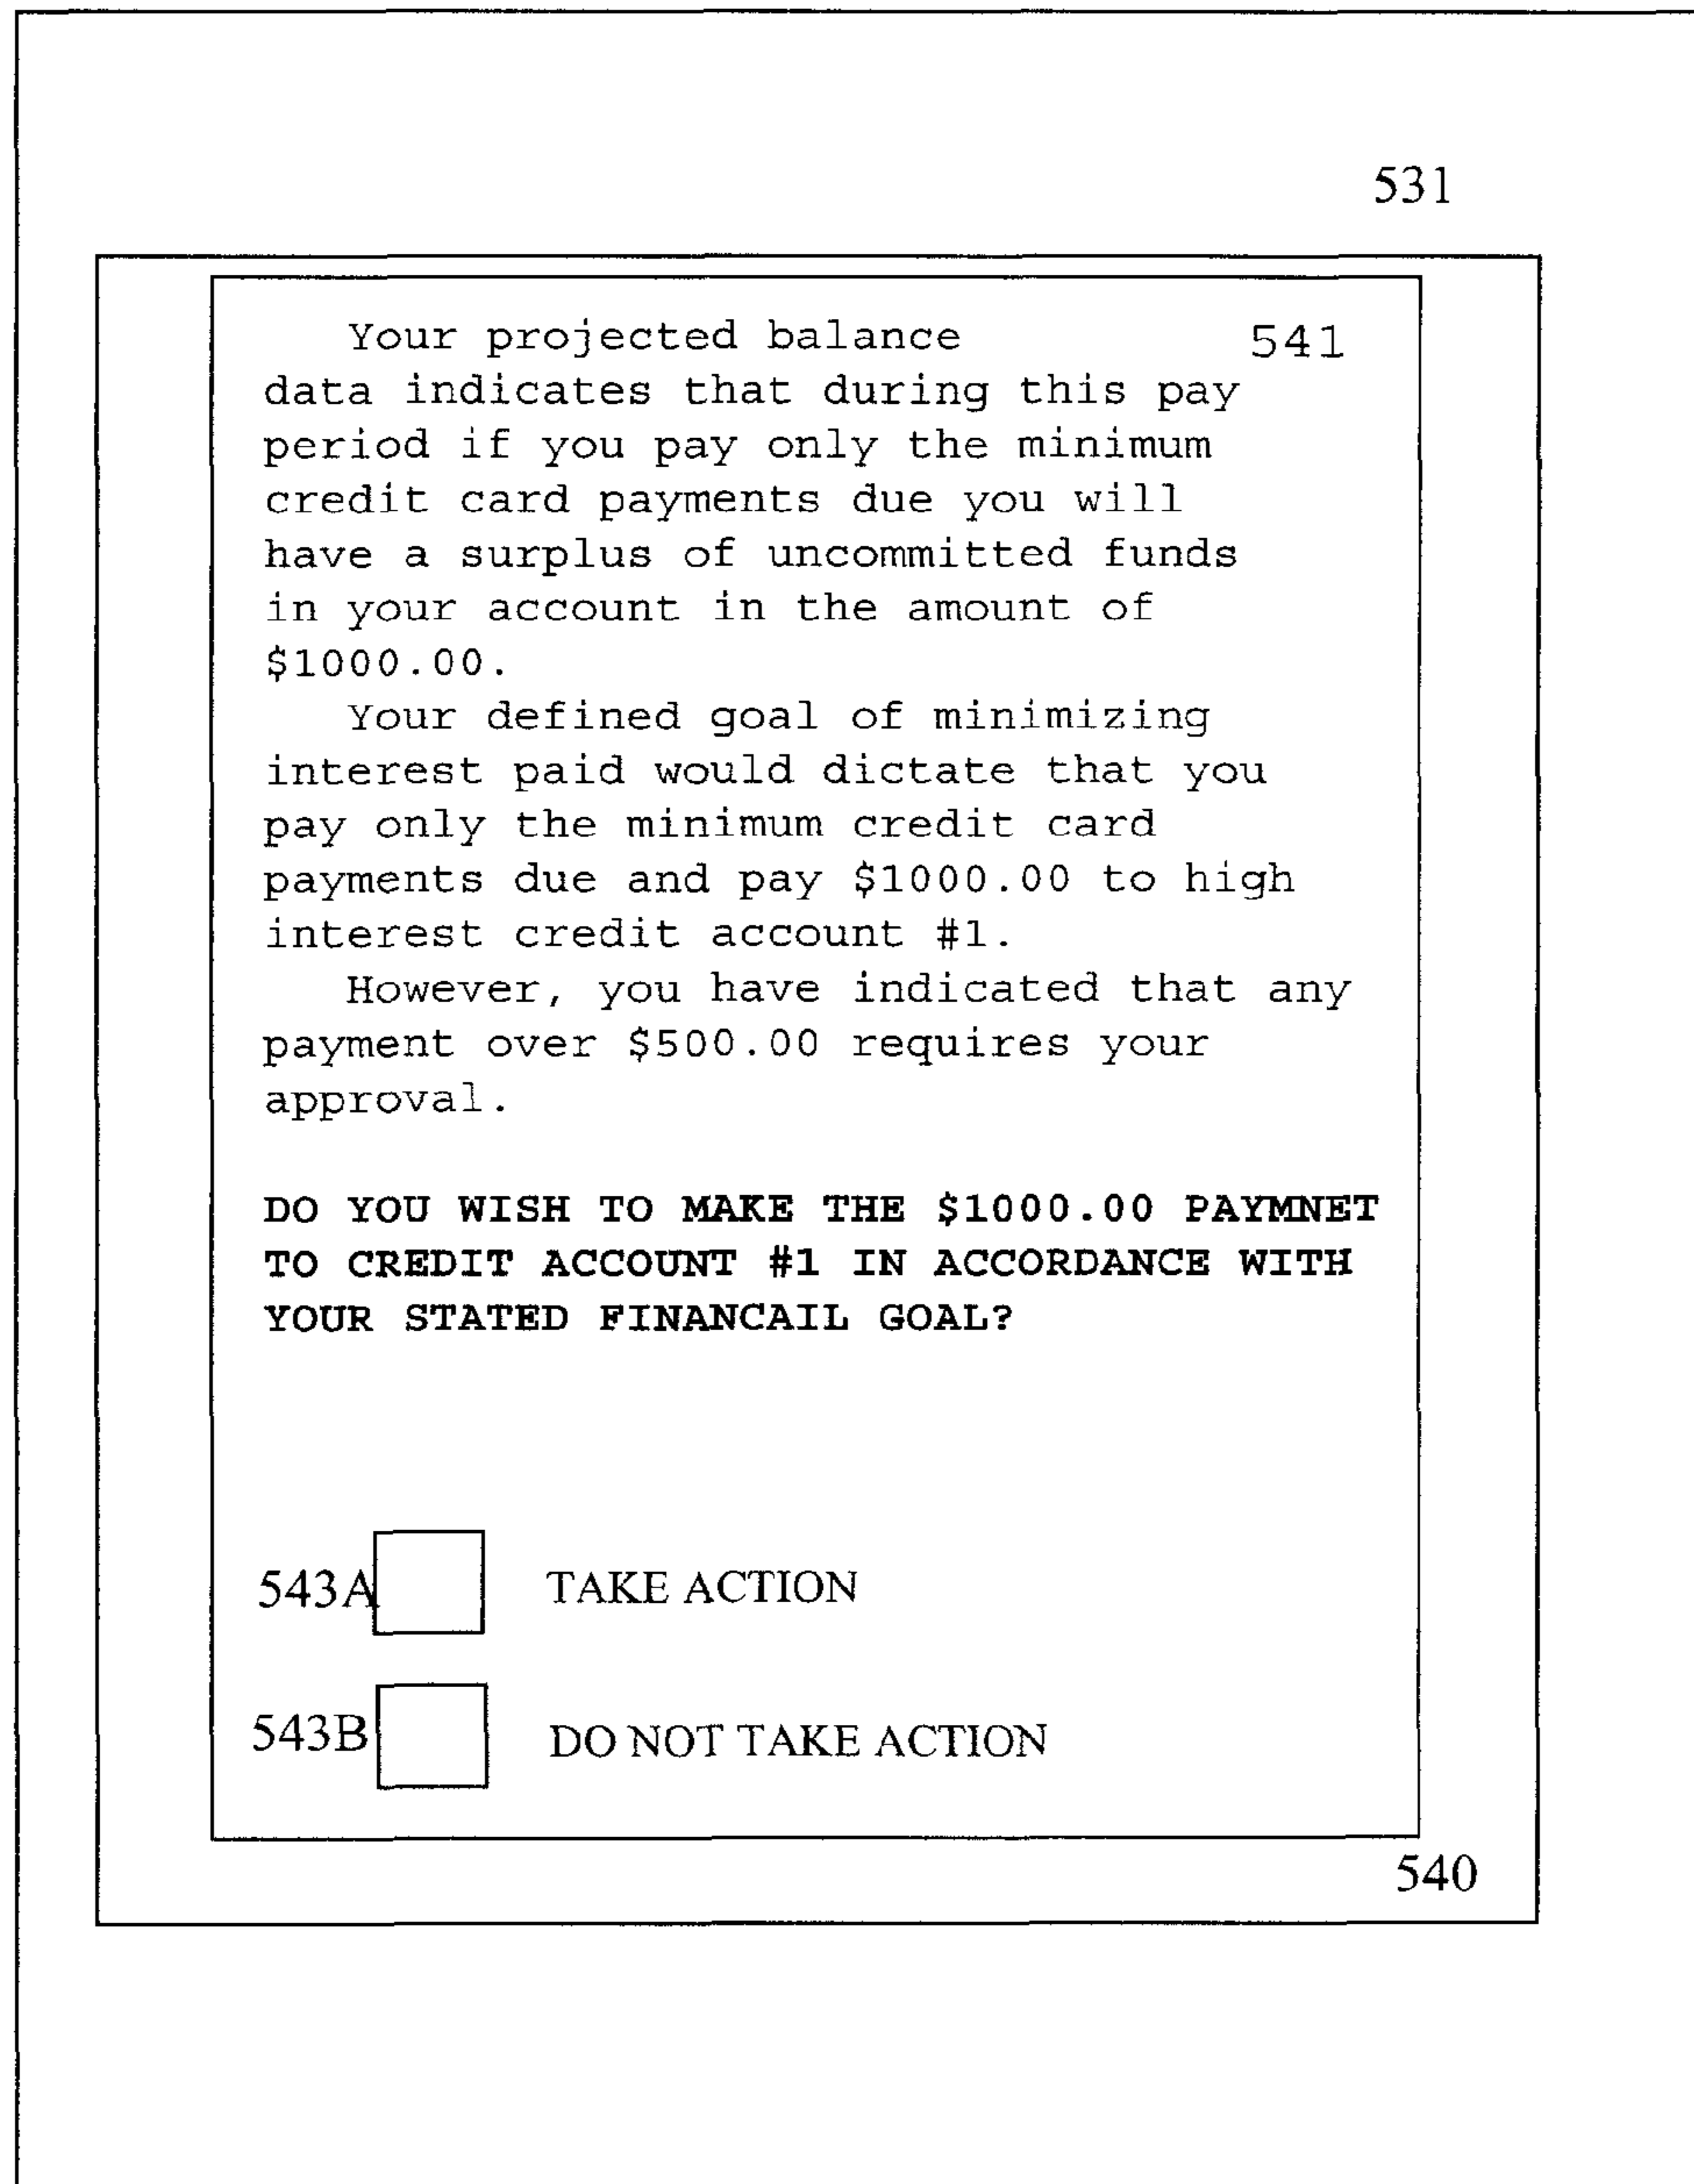 531
Your projected balance 541
data indicates that during this pay
period if you pay only the minimum
credit card payments due you will
have a surplus of uncommitted funds
in your account in the amount of
$1000.00.
Your defined goal of minimizing
interest paid would dictate that you
pay only the minimum credit card
payments due and pay $1000.00 to high
interest credit account #1.
However, you have indicated that any
payment over $500.00 requires your
approval.
DO YOU WISH TO MAKE THE $1000.00 PAYMNET
TO CREDIT ACCOUNT #1 IN ACCORDANCE WITH
YOUR STATED FINANCAIL GOAL?
543A TAKE ACTION
543B DO NOT TAKE ACTION
540